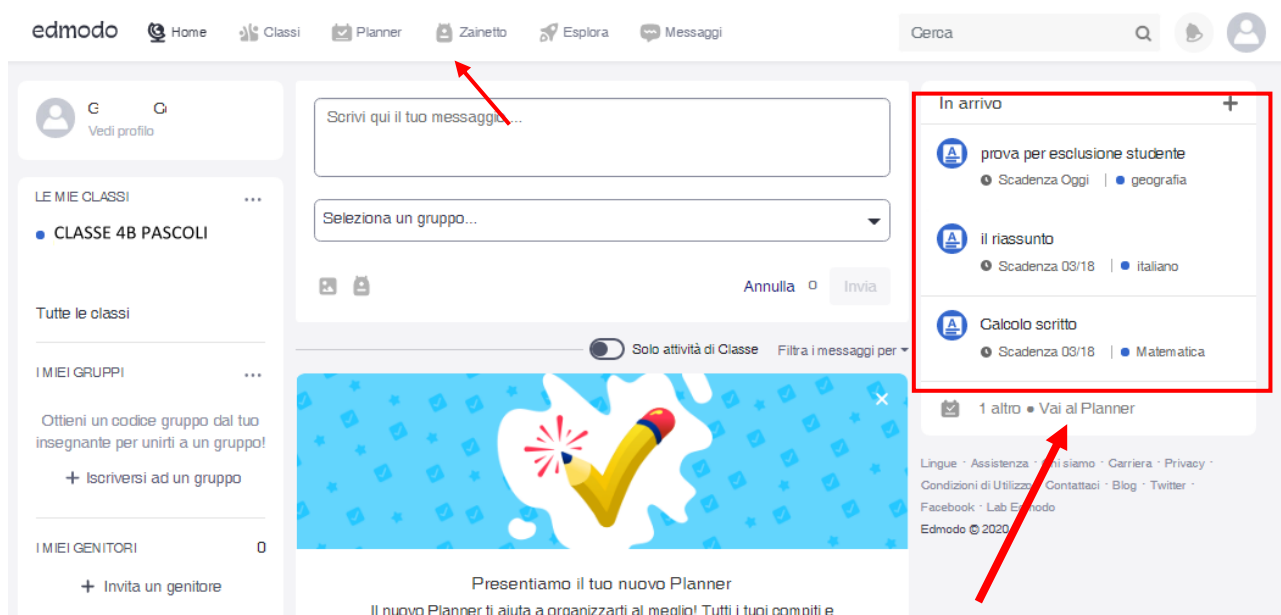 edmodo Home Classi Planner Zainetto Esplora Messaggi Cerca
G G
Vedi profilo
LE MIE CLASSI ...
CLASSE 4B PASCOLI
Tutte le classi
I MIEI GRUPPI ...
Ottieni un codice gruppo dal tuo
insegnante per unirti a un gruppo!
+ Iscriversi ad un gruppo
I MIEI GENITORI 0
+ Invita un genitore
Scrivi qui il tuo messaggio ...
Seleziona un gruppo...
Annulla o Invia
Solo attività di Classe Filtra i messaggi per
Presentiamo il tuo nuovo Planner
Il nuovo Planner ti aiuta a organizzarti al meglio! Tutti i tuoi compiti e
In arrivo +
prova per esclusione studente
Scadenza Oggi | geografia
il riassunto
Scadenza 03/18 | italiano
Calcolo scritto
Scadenza 03/18 | Matematica
1 altro • Vai al Planner
Lingue · Assistenza · Chi siamo · Carriera · Privacy ·
Condizioni di Utilizzo · Contattaci · Blog · Twitter ·
Facebook · Lab Edmodo
Edmodo © 2020